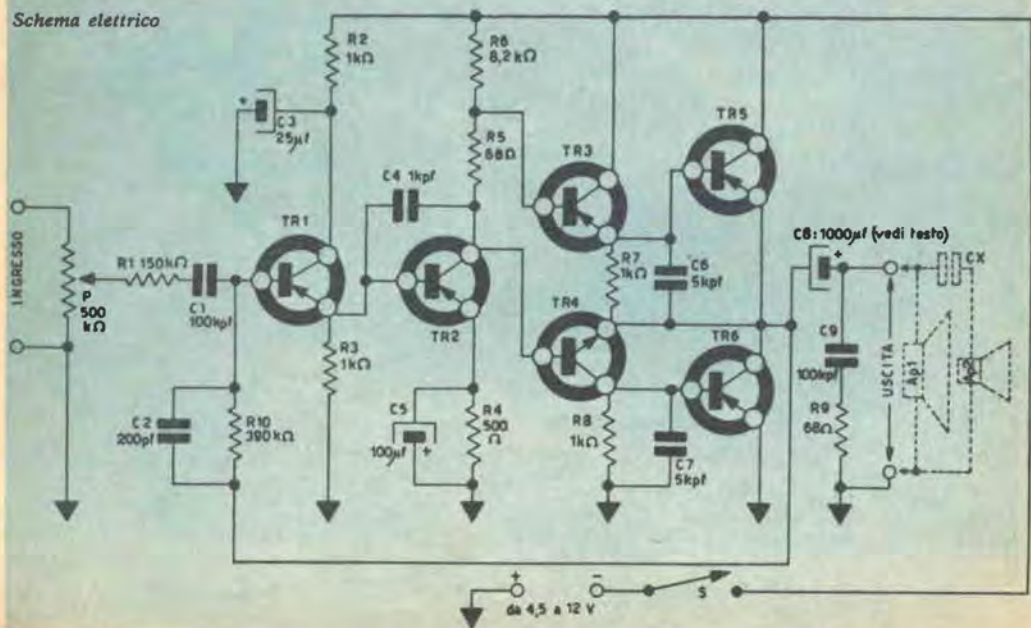 Schema elettrico
INGRESSO
P
500
kΩ
R1 150kΩ
C1
100kpf
C2
200pf
R10
390kΩ
C3
25µf
+
R2
1kΩ
TR1
R3
1kΩ
C4 1kpf
R6
8,2kΩ
R5
68Ω
TR2
C5
100µf
+
R4
500
Ω
TR3
R7
1kΩ
TR4
R8
1kΩ
C6
5kpf
C7
5kpf
TR5
TR6
C8:1000µf (vedi testo)
+
C9
100kpf
R9
68Ω
USCITA
CX
Ap1
Ap2
+
-
da 4,5 a 12 V
S